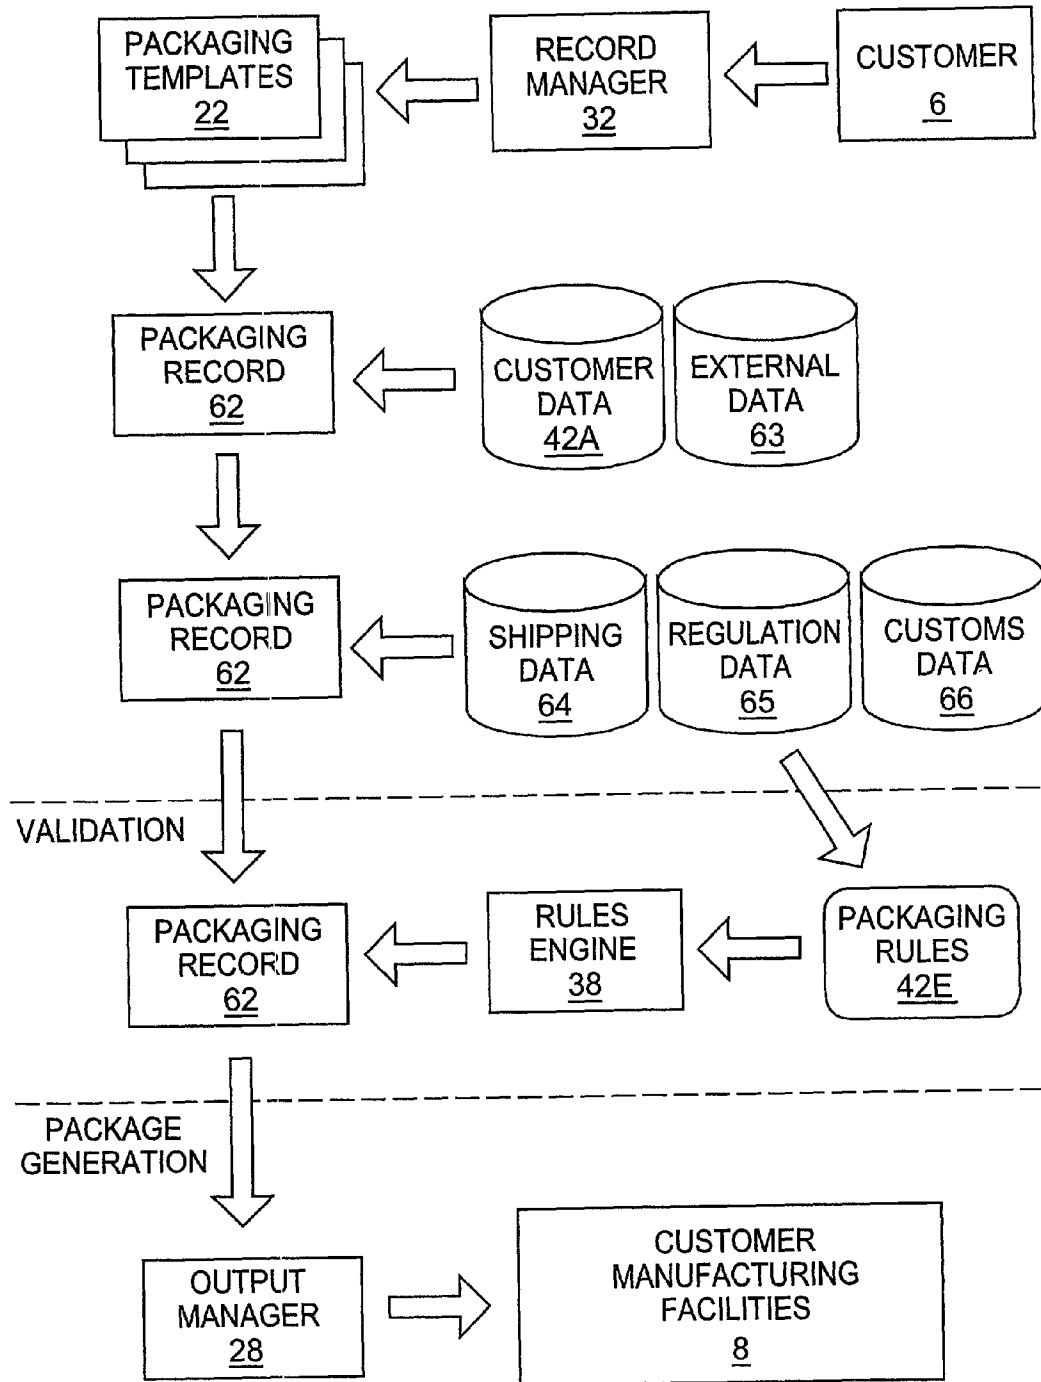 PACKAGING
TEMPLATES
22
RECORD
MANAGER
32
CUSTOMER
6
PACKAGING
RECORD
62
CUSTOMER
DATA
42A
EXTERNAL
DATA
63
PACKAGING
RECORD
62
SHIPPING
DATA
64
REGULATION
DATA
65
CUSTOMS
DATA
66
VALIDATION
PACKAGING
RECORD
62
RULES
ENGINE
38
PACKAGING
RULES
42E
PACKAGE
GENERATION
OUTPUT
MANAGER
28
CUSTOMER
MANUFACTURING
FACILITIES
8